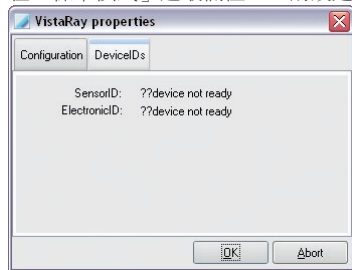 VistaRay properties
Configuration DeviceIDs
SensorID: ??device not ready
ElectronicID: ??device not ready
OK Abort